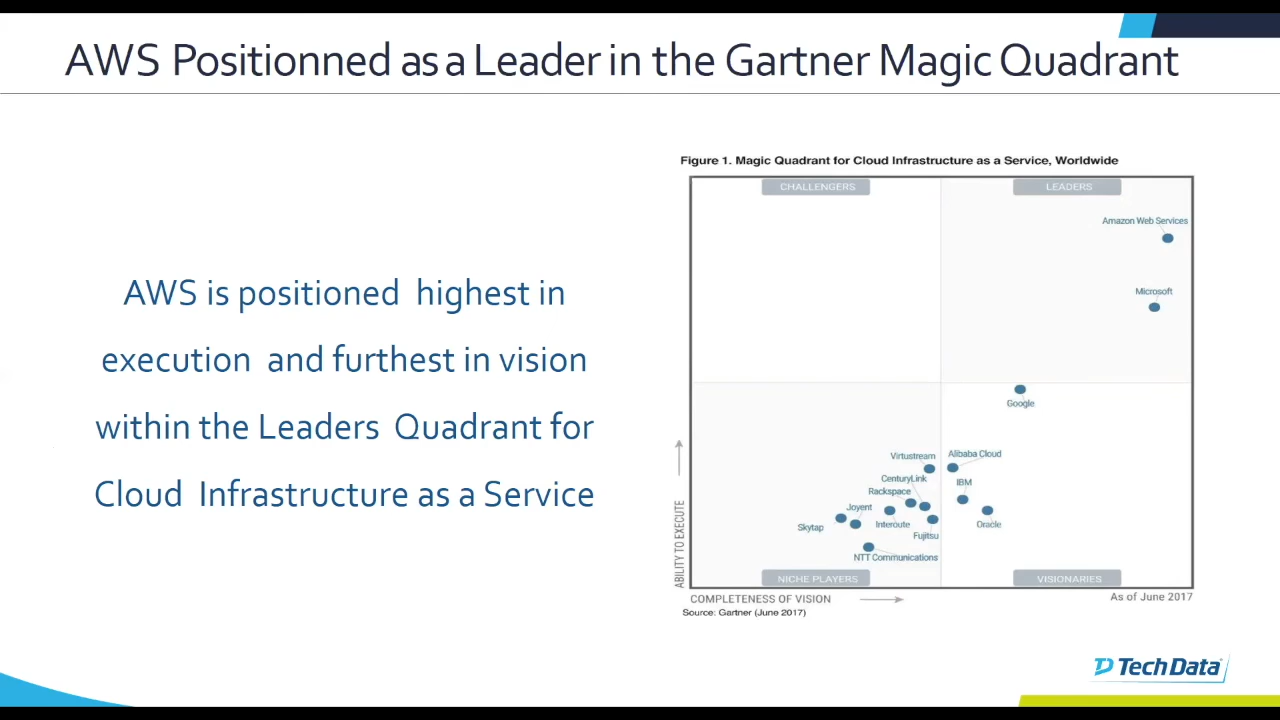 AWS Positionned as a Leader in the Gartner Magic Quadrant
AWS is positioned highest in
execution and furthest in vision
within the Leaders Quadrant for
Cloud Infrastructure as a Service
Figure 1. Magic Quadrant for Cloud Infrastructure as a Service, Worldwide
CHALLENGERS
LEADERS
Amazon Web Services
Microsoft
Google
Virtustream
Alibaba Cloud
CenturyLink
IBM
Rackspace
Joyent
Skytap
Interoute
Oracle
Fujitsu
NTT Communications
NICHE PLAYERS
VISIONARIES
ABILITY TO EXECUTE
COMPLETENESS OF VISION
As of June 2017
Source: Gartner (June 2017)
TD Tech Data